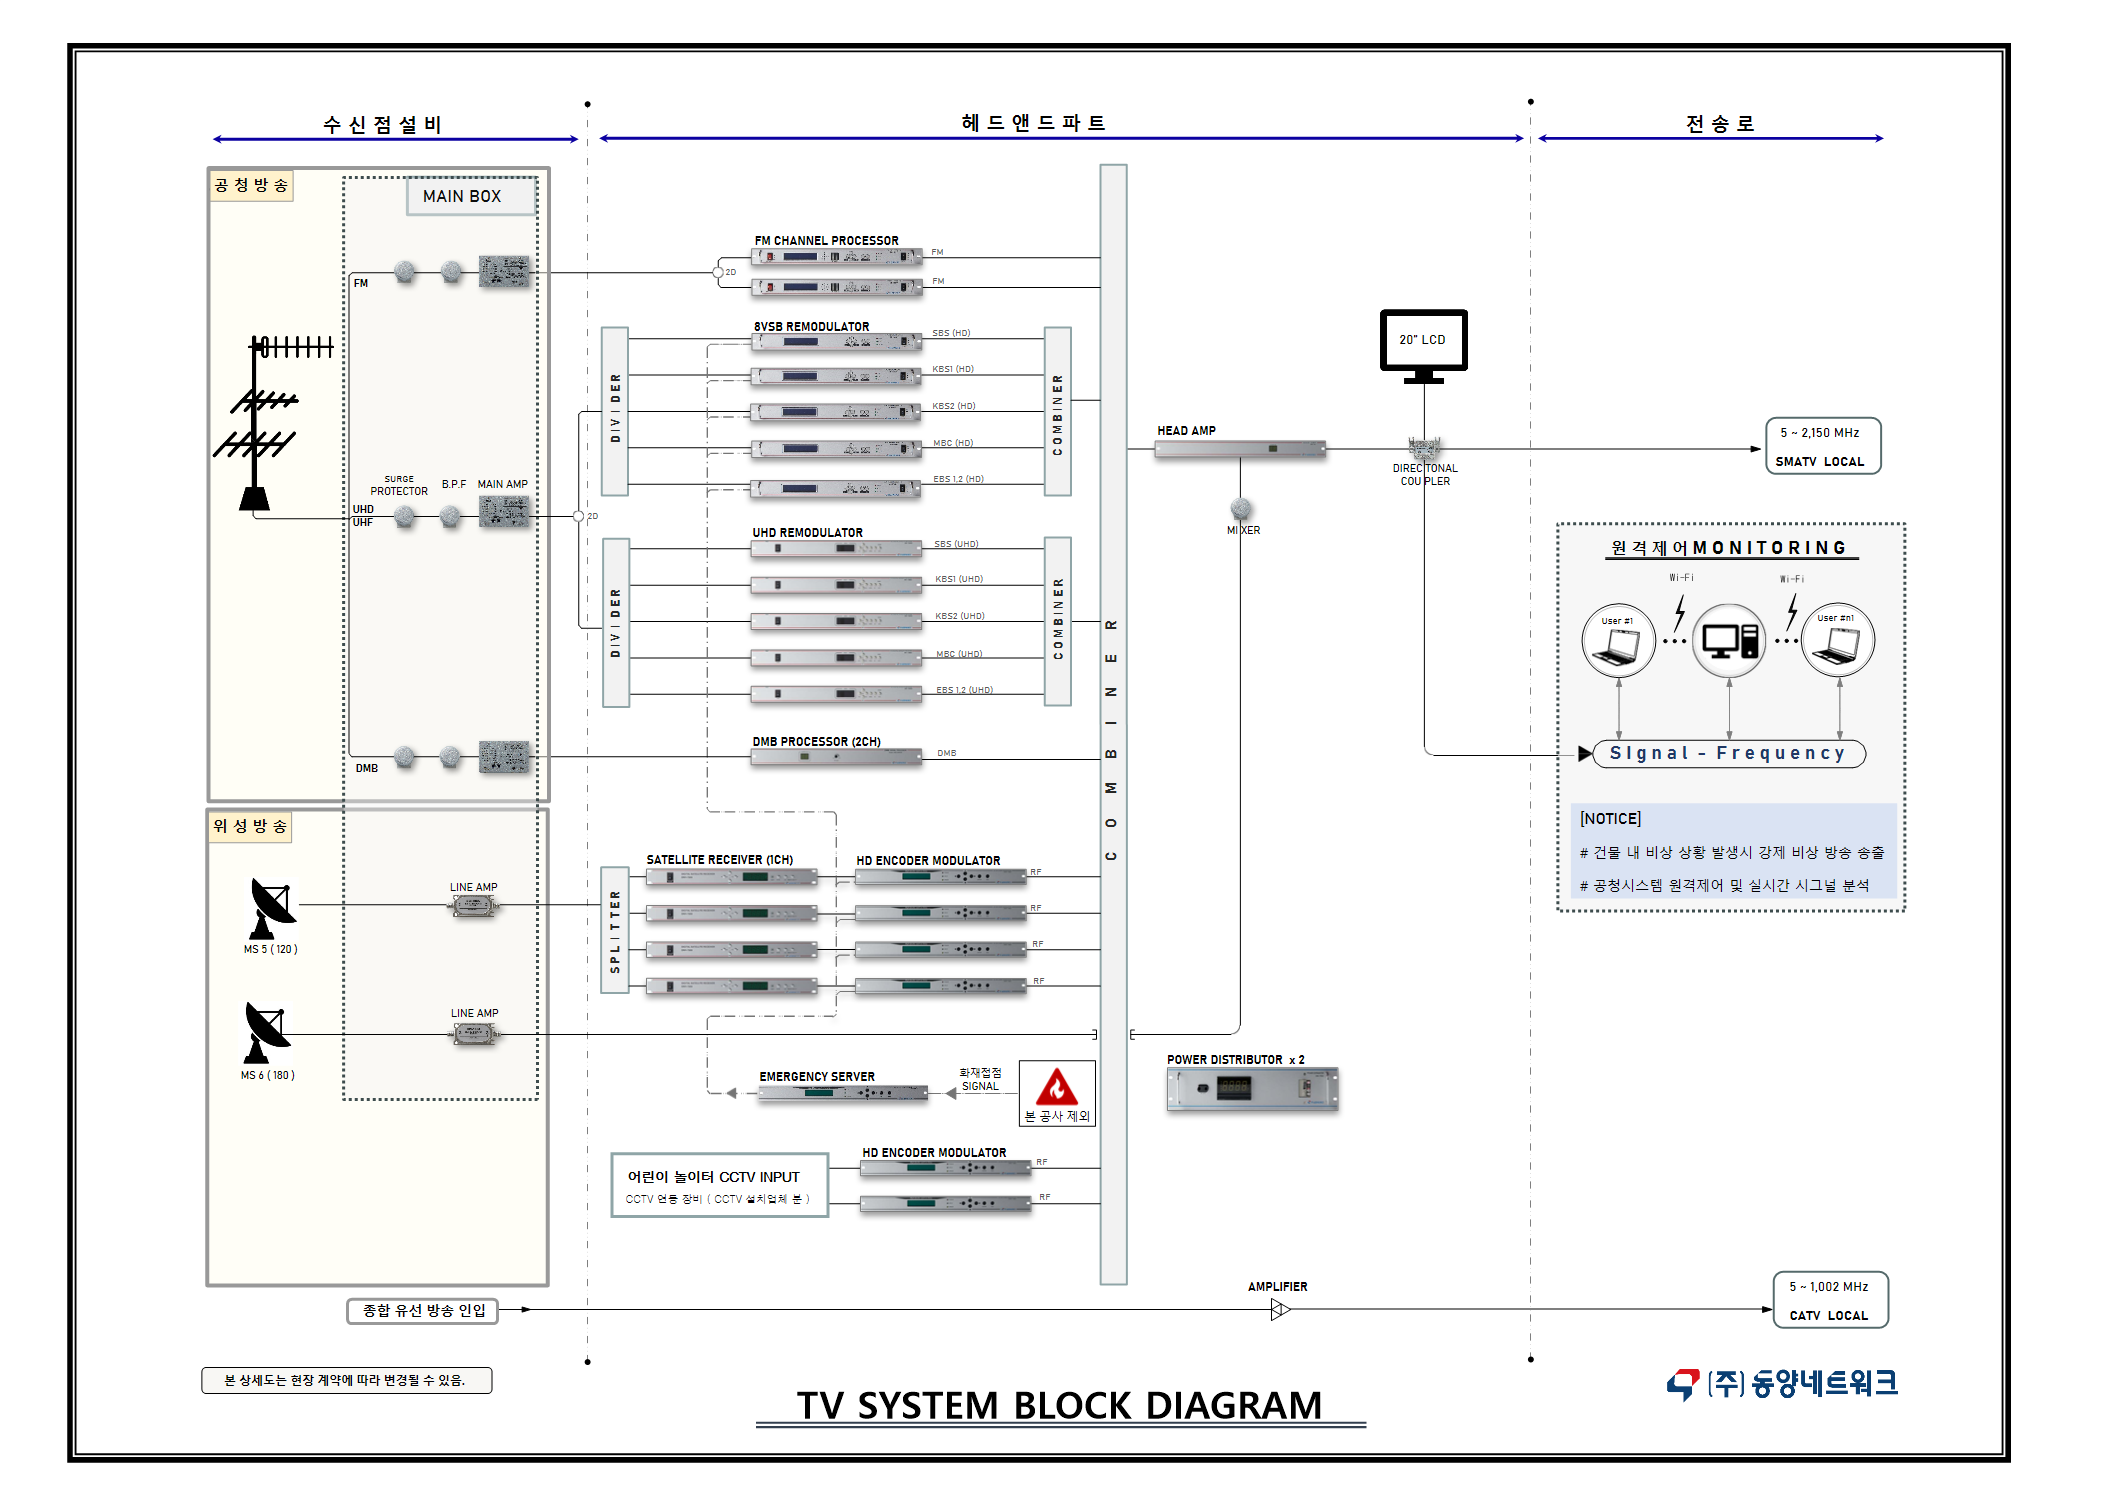 수신점설비
헤드앤드파트
전송로
공청방송
MAIN BOX
FM CHANNEL PROCESSOR
FM
2D
FM
FM
8VSB REMODULATOR
SBS (HD)
KBS1 (HD)
KBS2 (HD)
MBC (HD)
EBS 1,2 (HD)
DIVIDER
COMBINER
20" LCD
HEAD AMP
DIRECTONAL
COUPLER
5 ~ 2,150 MHz
SMATV LOCAL
SURGE
PROTECTOR
B.P.F
MAIN AMP
UHD
UHF
2D
MIXER
UHD REMODULATOR
SBS (UHD)
KBS1 (UHD)
KBS2 (UHD)
MBC (UHD)
EBS 1,2 (UHD)
DIVIDER
COMBINER
COMBINER
원격제어MONITORING
Wi-Fi
Wi-Fi
User #1
User #n1
SIgnal - Frequency
DMB PROCESSOR (2CH)
DMB
DMB
[NOTICE]
# 건물 내 비상 상황 발생시 강제 비상 방송 송출
# 공청시스템 원격제어 및 실시간 시그널 분석
위성방송
SATELLITE RECEIVER (1CH)
HD ENCODER MODULATOR
RF
RF
RF
RF
SPLITTER
LINE AMP
MS 5 ( 120 )
LINE AMP
MS 6 ( 180 )
EMERGENCY SERVER
화재접점
SIGNAL
본 공사 제외
POWER DISTRIBUTOR x 2
HD ENCODER MODULATOR
RF
RF
어린이 놀이터 CCTV INPUT
CCTV 연동 장비 ( CCTV 설치업체 분 )
AMPLIFIER
종합 유선 방송 인입
5 ~ 1,002 MHz
CATV LOCAL
본 상세도는 현장 계약에 따라 변경될 수 있음.
TV SYSTEM BLOCK DIAGRAM
(주)동양네트워크